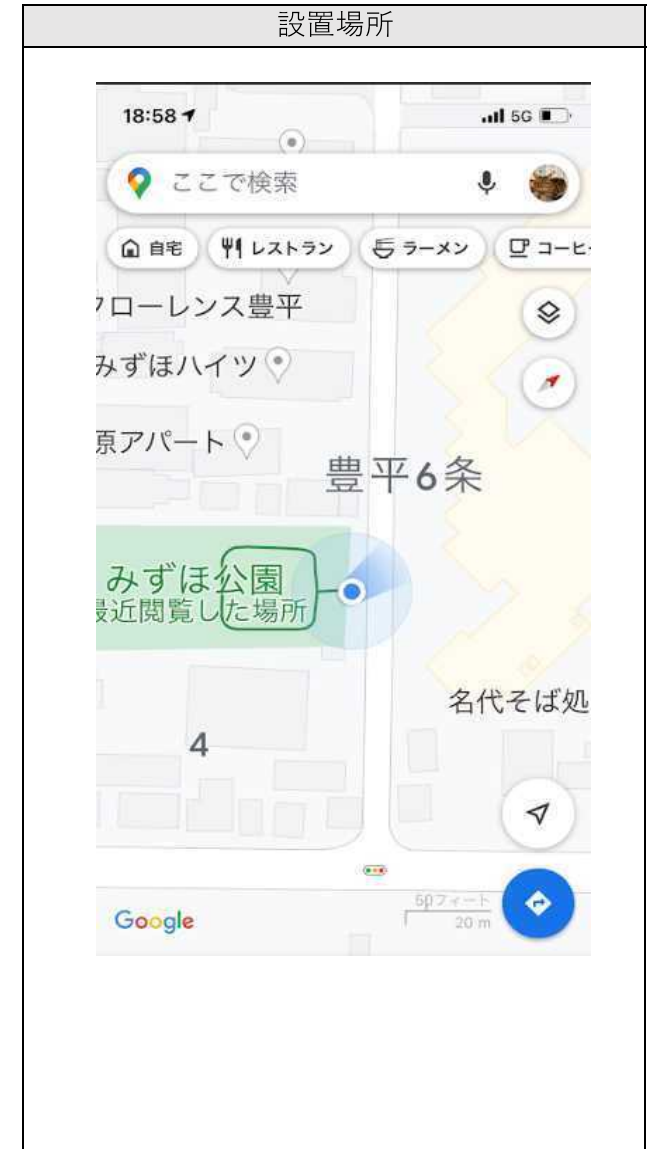 設置場所
18:58
5G
ここで検索
自宅
レストラン
ラーメン
コーヒー
フローレンス豊平
みずほハイツ
原アパート
豊平6条
みずほ公園
最近閲覧した場所
名代そば処
4
50フィート
20 m
Google